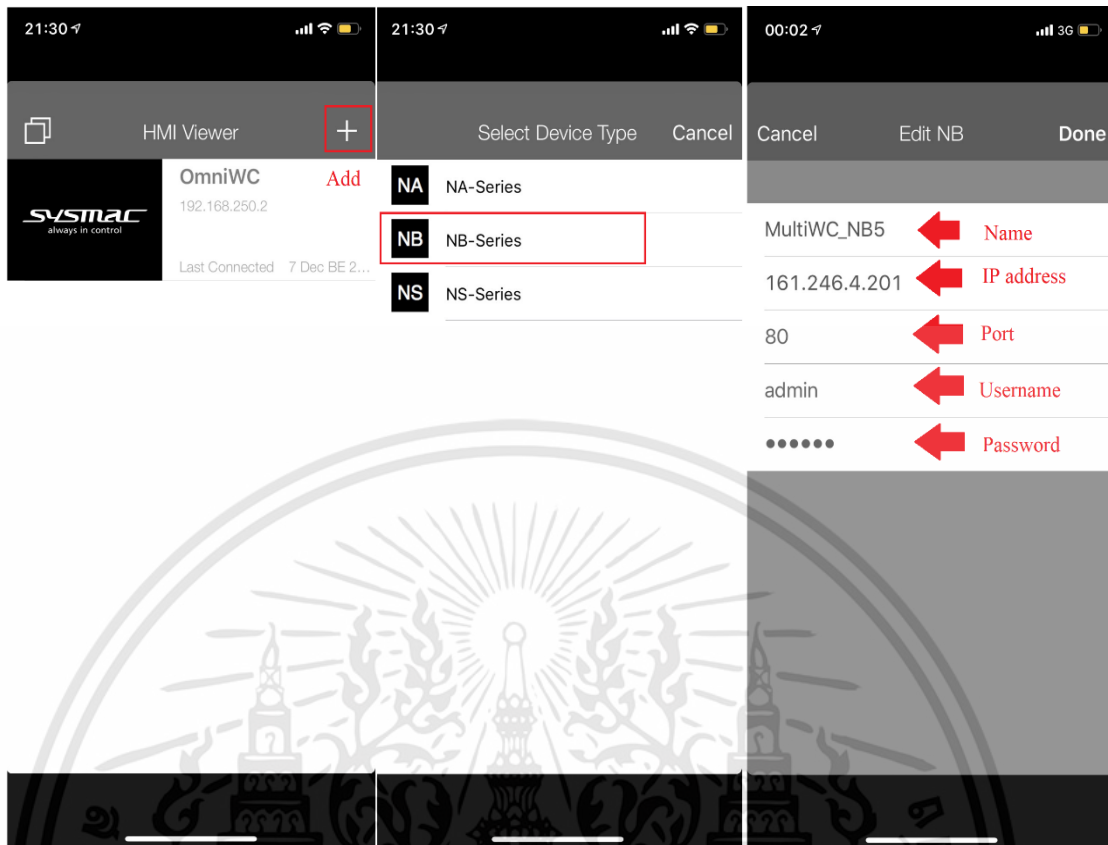 21:30
HMI Viewer
+
Add
OmniWC
192.168.250.2
Last Connected 7 Dec BE 2...
sysmac
always in control
21:30
Select Device Type Cancel
NA NA-Series
NB NB-Series
NS NS-Series
00:02 3G
Cancel Edit NB Done
MultiWC_NB5 Name
161.246.4.201 IP address
80 Port
admin Username
•••••• Password